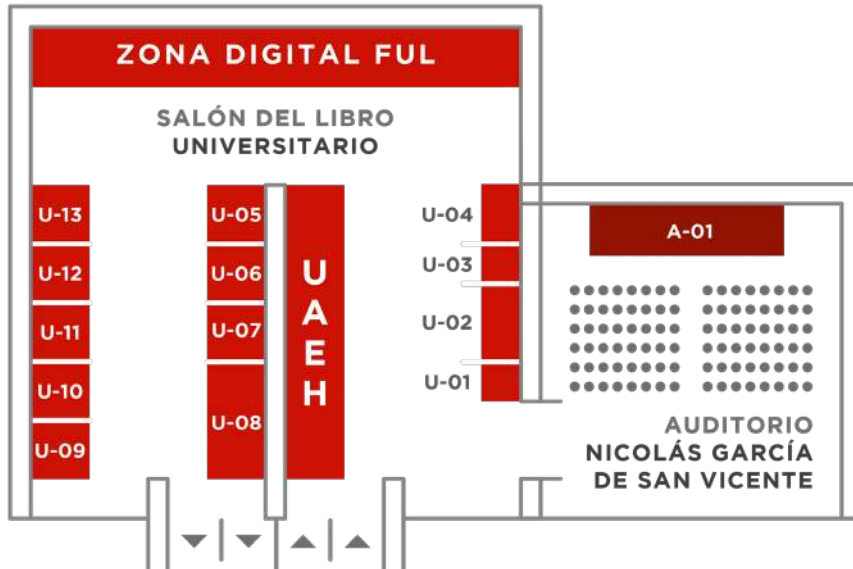 ZONA DIGITAL FUL
SALÓN DEL LIBRO
UNIVERSITARIO
U-13
U-12
U-11
U-10
U-09
U-05
U-06
U-07
U-08
UAEH
U-04
U-03
U-02
U-01
A-01
AUDITORIO
NICOLÁS GARCÍA
DE SAN VICENTE